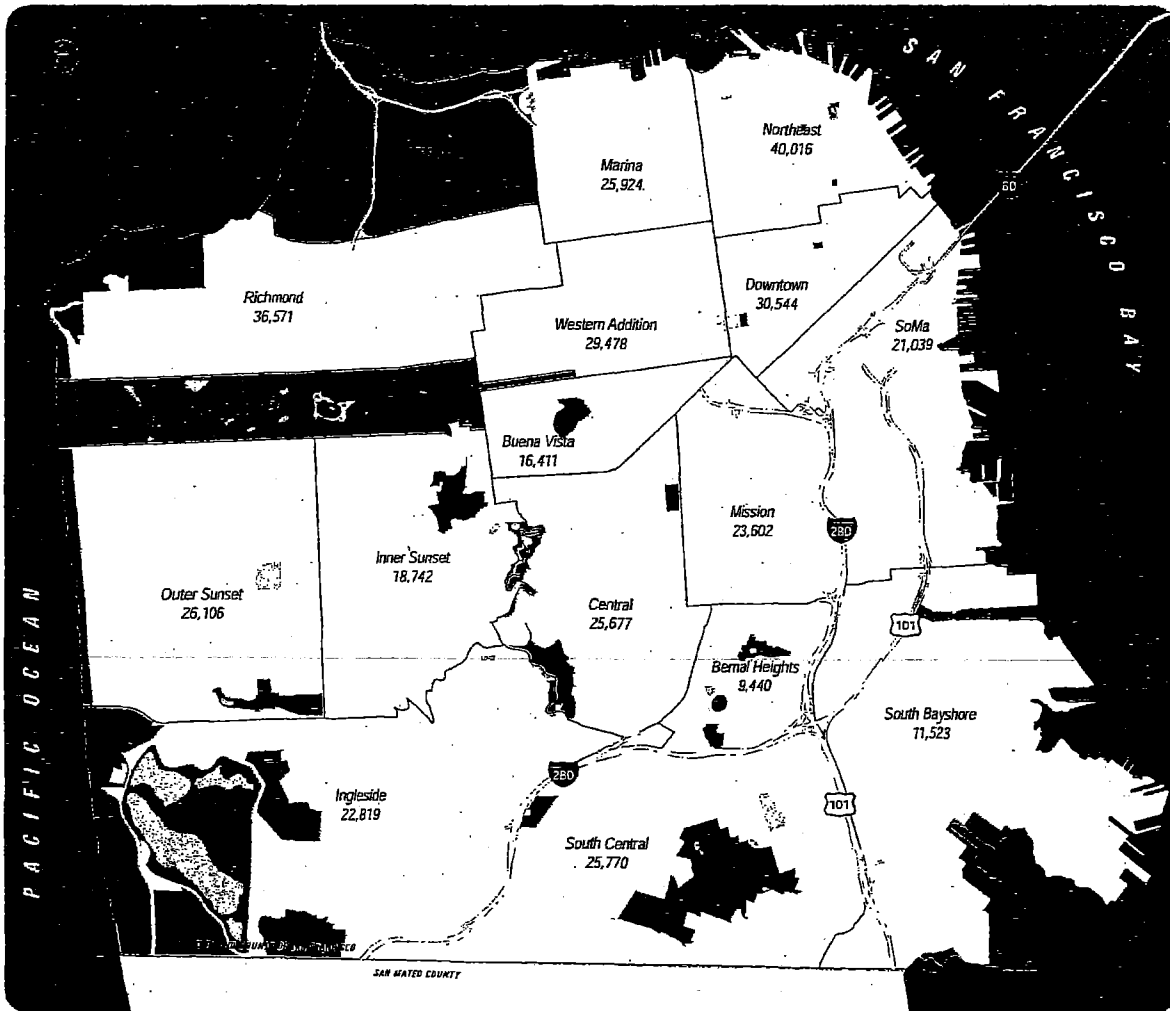 SAN FRANCISCO BAY
Northeast
40,016
Marina
25,924
80
Richmond
36,571
Downtown
30,544
Western Addition
29,478
SoMa
21,039
Buena Vista
16,411
Mission
23,602
280
Inner Sunset
18,742
Outer Sunset
26,106
Central
25,677
101
Bernal Heights
9,440
South Bayshore
11,523
PACIFIC OCEAN
280
Ingleside
22,819
101
South Central
25,770
SAN MATEO COUNTY